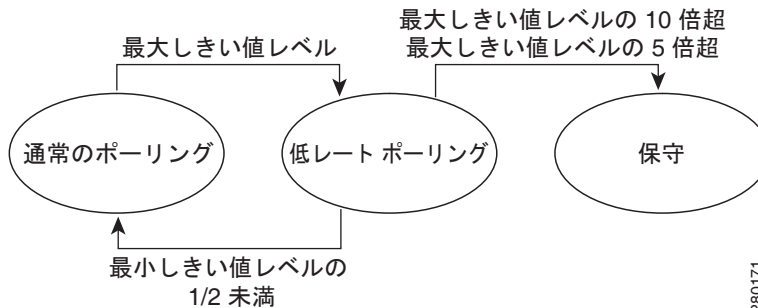 最大しきい値レベル
最大しきい値レベルの 10 倍超
最大しきい値レベルの 5 倍超
通常のポーリング
低レート ポーリング
保守
最小しきい値レベルの
1/2 未満
280171